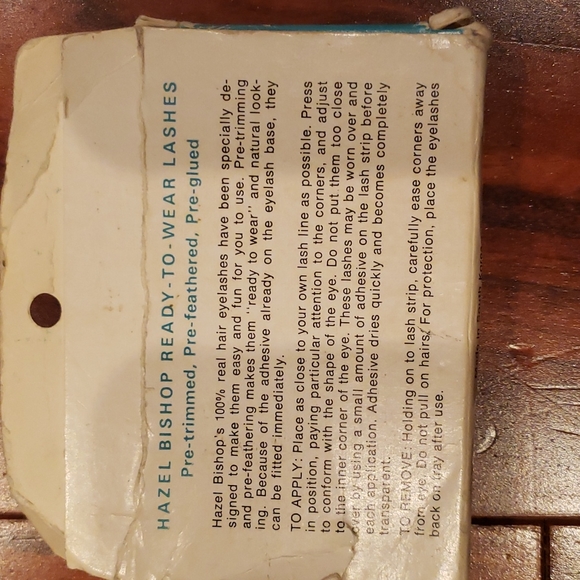 HAZEL BISHOP READY-TO-WEAR LASHES
Pre-trimmed, Pre-feathered, Pre-glued
Hazel Bishop's 100% real hair eyelashes have been specially de-
signed to make them easy and fun for you to use. Pre-trimming
and pre-feathering makes them "ready to wear" and natural look-
ing. Because of the adhesive already on the eyelash base, they
can be fitted immediately.
TO APPLY: Place as close to your own lash line as possible. Press
in position, paying particular attention to the corners, and adjust
to conform with the shape of the eye. Do not put them too close
to the inner corner of the eye. These lashes may be worn over and
over by using a small amount of adhesive on the lash strip before
each application. Adhesive dries quickly and becomes completely
transparent.
TO REMOVE: Holding on to lash strip, carefully ease corners away
from eye. Do not pull on hairs. For protection, place the eyelashes
back on tray after use.